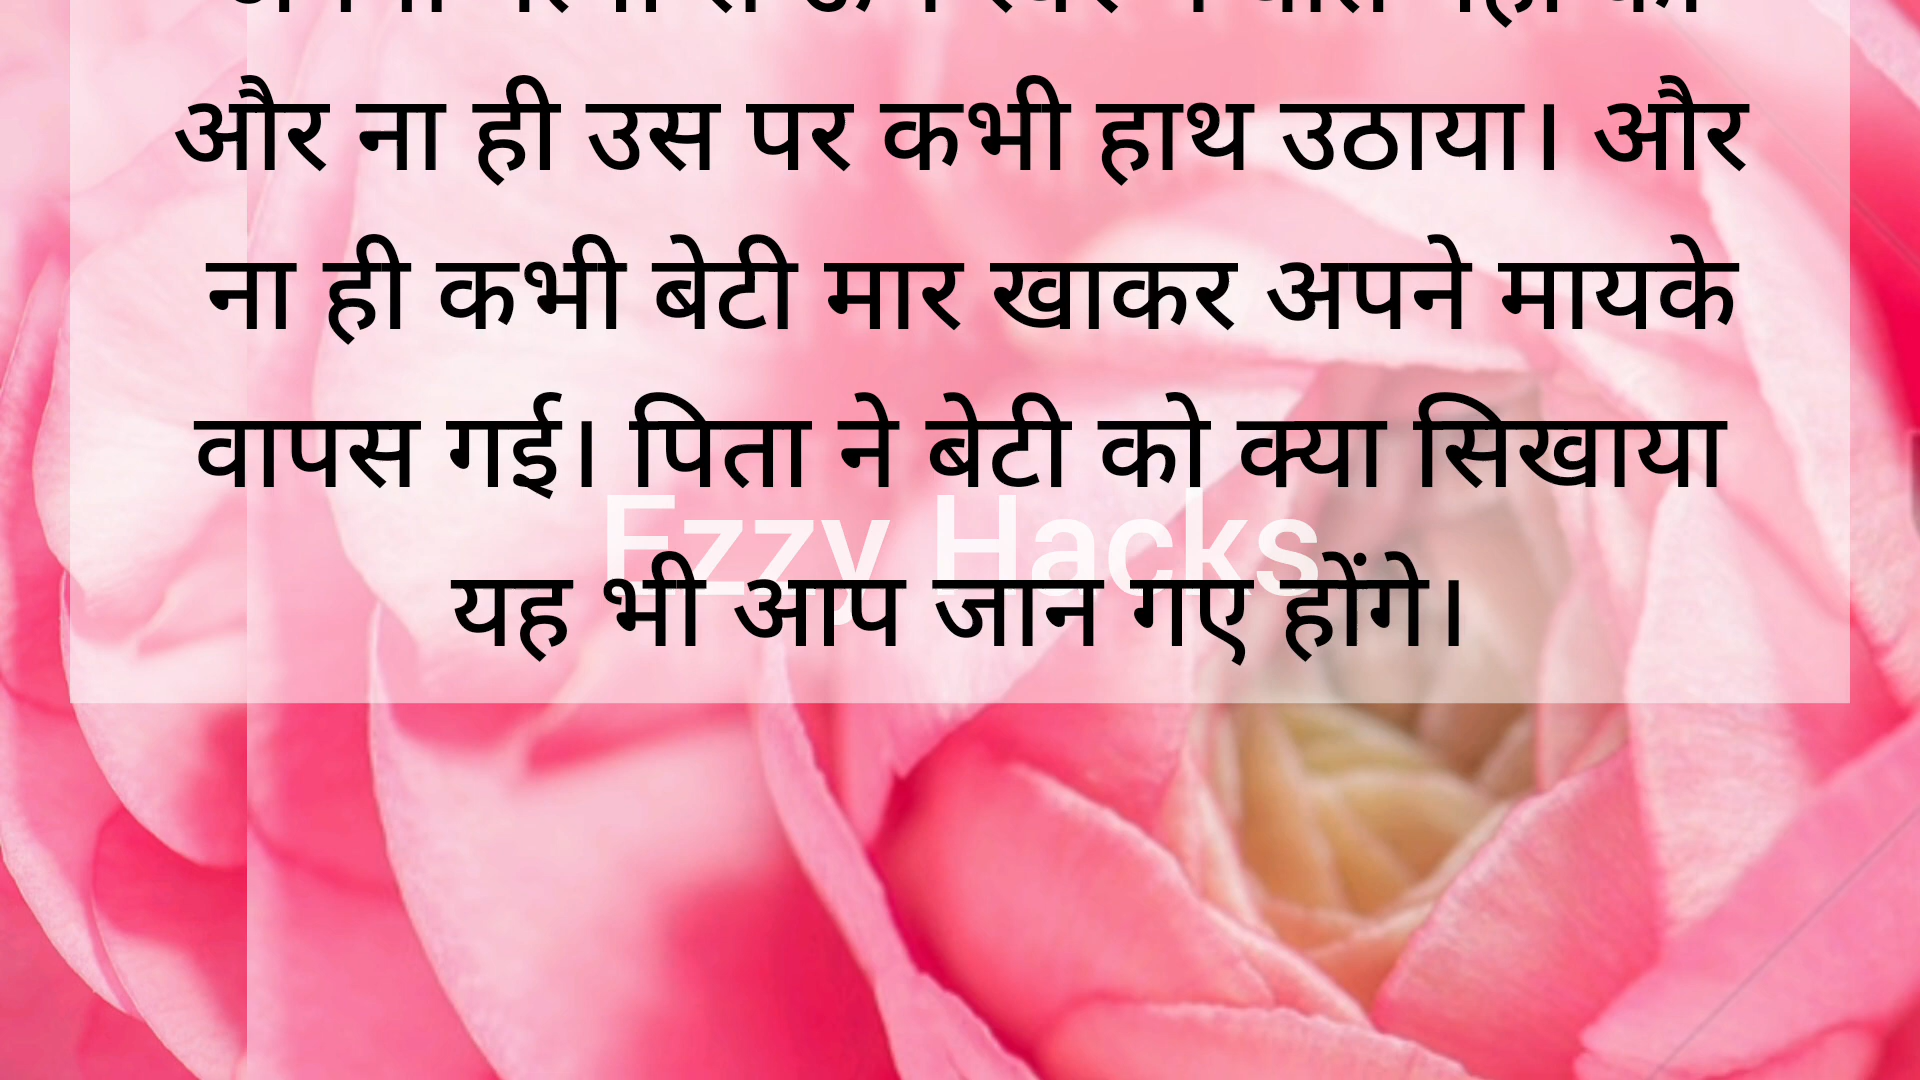 और ना ही उस पर कभी हाथ उठाया। और
ना ही कभी बेटी मार खाकर अपने मायके
वापस गई। पिता ने बेटी को क्या सिखाया
Ezzy Hacks
यह भी आप जान गए होंगे।